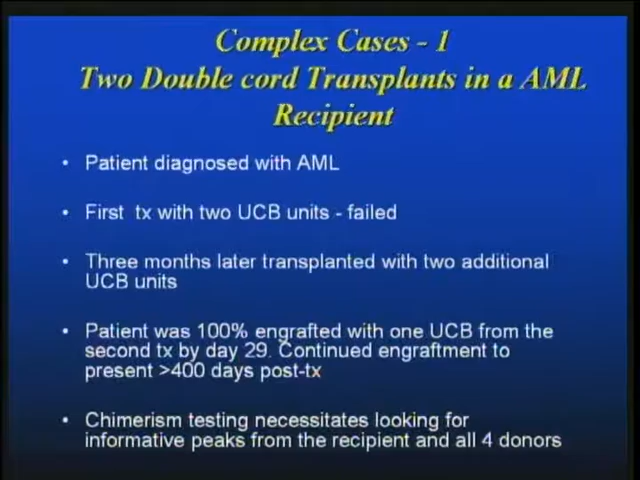 Complex Cases - 1
Two Double cord Transplants in a AML
Recipient
• Patient diagnosed with AML
• First tx with two UCB units - failed
• Three months later transplanted with two additional
UCB units
• Patient was 100% engrafted with one UCB from the
second tx by day 29. Continued engraftment to
present >400 days post-tx
• Chimerism testing necessitates looking for
informative peaks from the recipient and all 4 donors